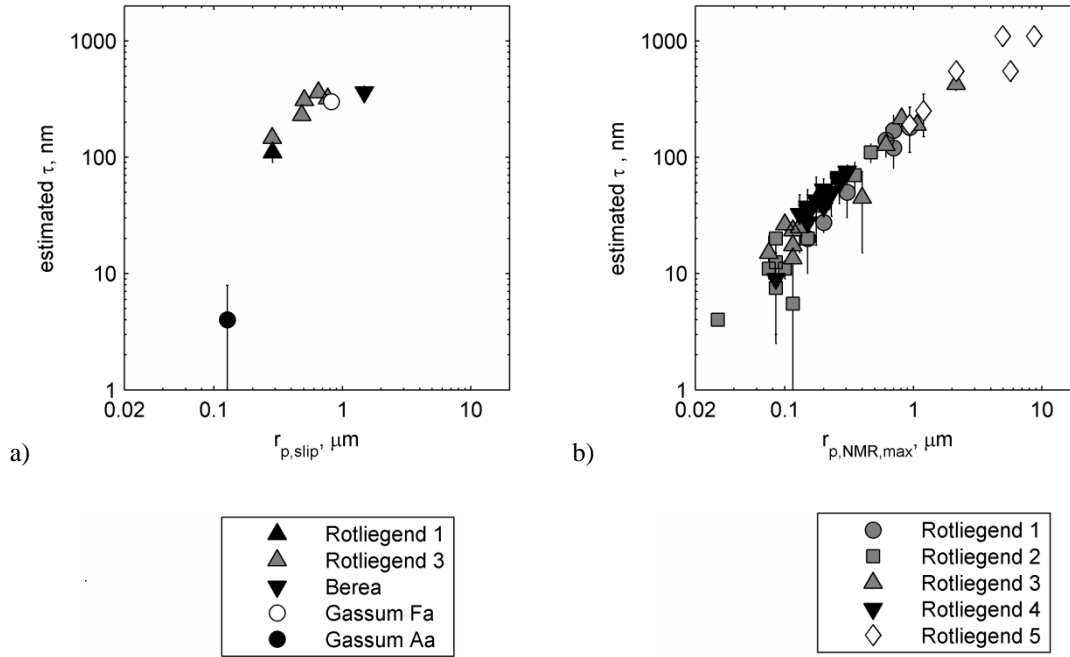 1000
100
10
1
estimated τ, nm
0.02
0.1
1
10
r_p,slip, μm
a)
1000
100
10
1
estimated τ , nm
0.02
0.1
1
10
r_p,NMR,max, μm
b)
Rotliegend 1
Rotliegend 3
Berea
Gassum Fa
Gassum Aa
Rotliegend 1
Rotliegend 2
Rotliegend 3
Rotliegend 4
Rotliegend 5